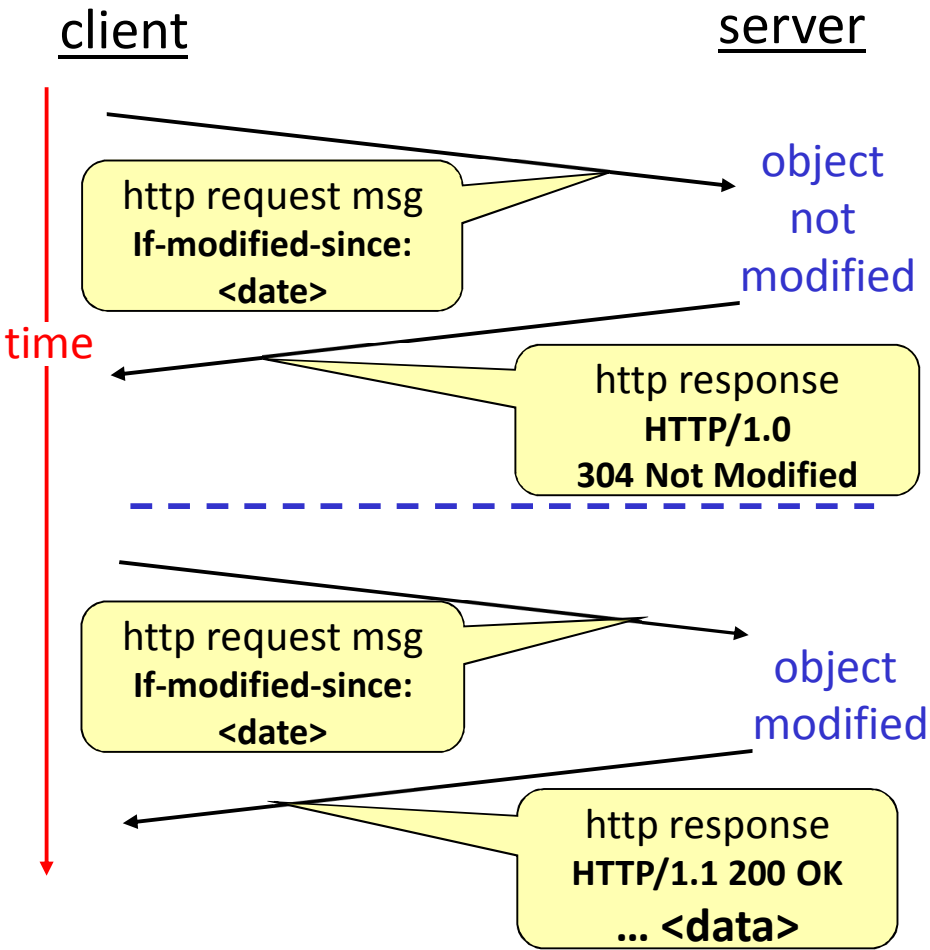 client
server
http request msg
If-modified-since:
<date>
object
not
modified
time
http response
HTTP/1.0
304 Not Modified
http request msg
If-modified-since:
<date>
object
modified
http response
HTTP/1.1 200 OK
… <data>